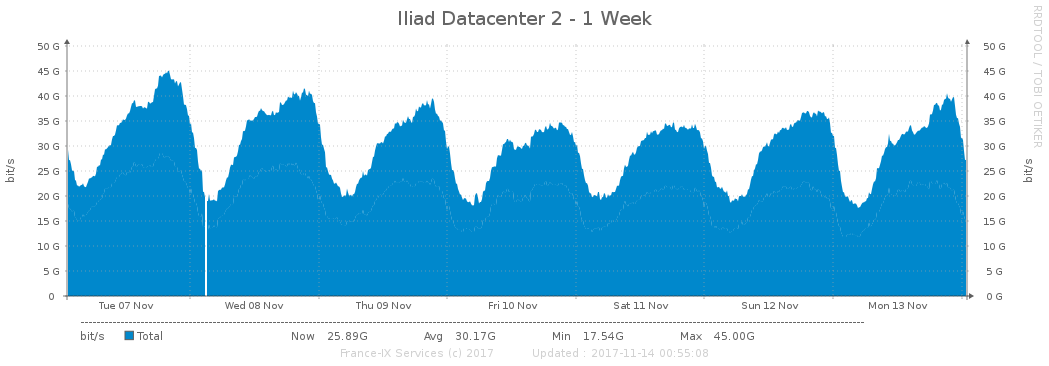 Iliad Datacenter 2 - 1 Week
RRDTOOL / TOBI OETIKER
50 G 50 G
45 G 45 G
40 G 40 G
35 G 35 G
30 G 30 G
25 G 25 G
20 G 20 G
15 G 15 G
10 G 10 G
5 G 5 G
0 0 G
bit/s bit/s
Tue 07 Nov Wed 08 Nov Thu 09 Nov Fri 10 Nov Sat 11 Nov Sun 12 Nov Mon 13 Nov
bit/s Total Now 25.89G Avg 30.17G Min 17.54G Max 45.00G
France-IX Services (c) 2017 Updated : 2017-11-14 00:55:08